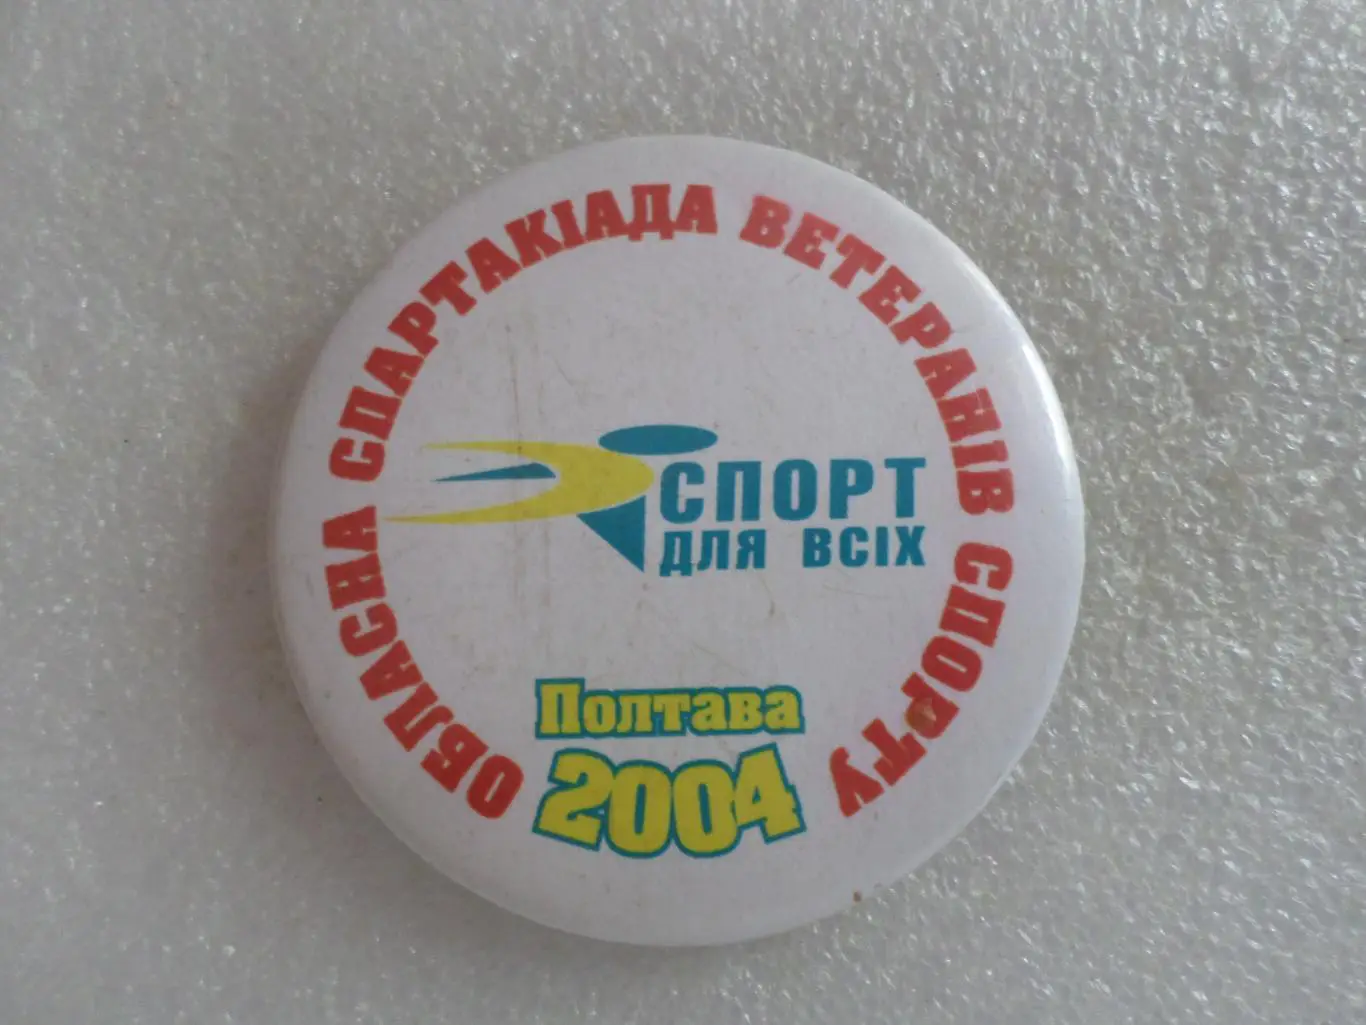 ОБЛАСНА СПАРТАКІАДА ВЕТЕРАНІВ СПОРТУ
СПОРТ
ДЛЯ ВСІХ
Полтава
2004